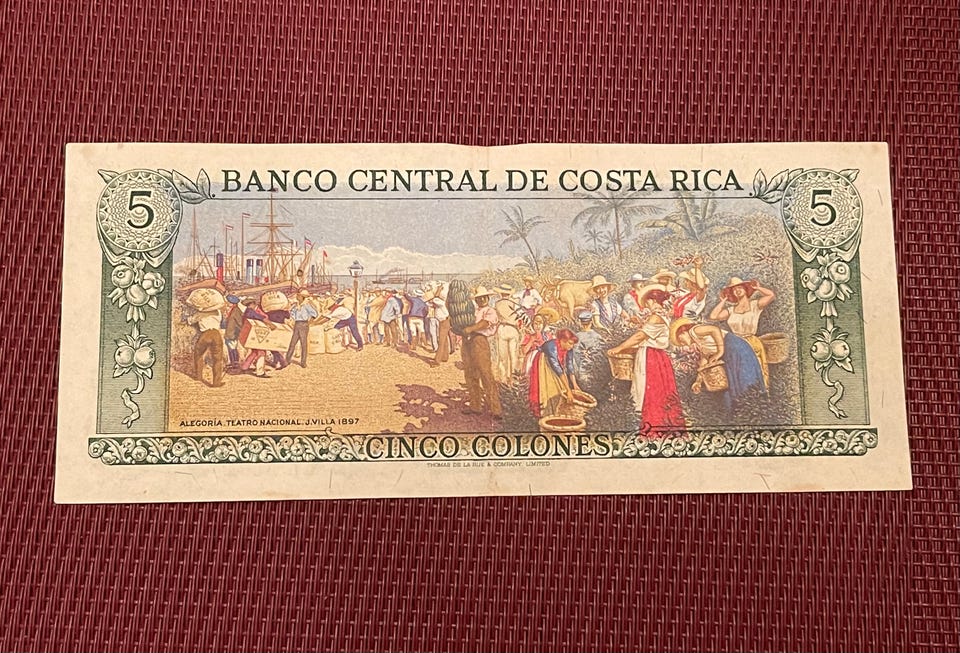 BANCO CENTRAL DE COSTA RICA
5
5
ALEGORÍA. TEATRO NACIONAL. J.VILLA 1897
CINCO COLONES
THOMAS DE LA RUE & COMPANY, LIMITED